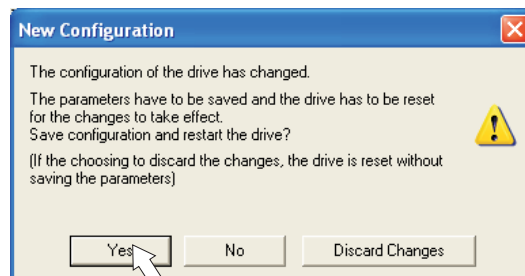 New Configuration
The configuration of the drive has changed.
The parameters have to be saved and the drive has to be reset
for the changes to take effect.
Save configuration and restart the drive?
(If the choosing to discard the changes, the drive is reset without
saving the parameters)
Yes No Discard Changes